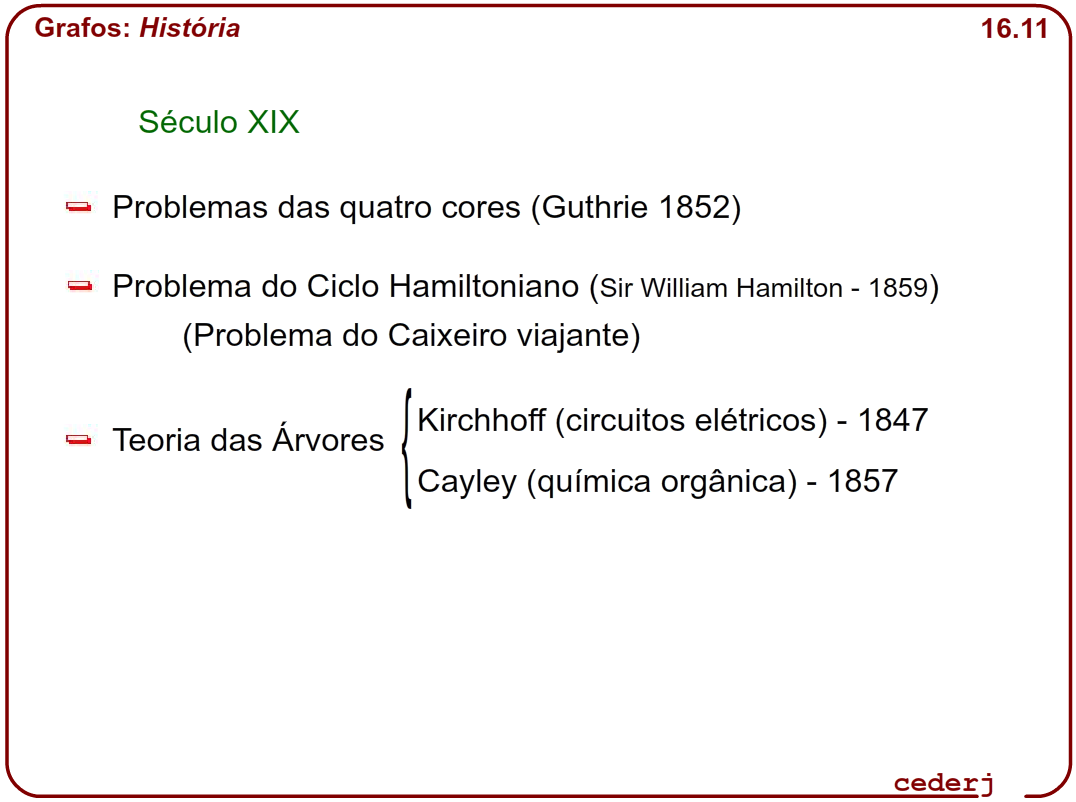 Grafos: História
16.11
Século XIX
Problemas das quatro cores (Guthrie 1852)
Problema do Ciclo Hamiltoniano (Sir William Hamilton - 1859)
(Problema do Caixeiro viajante)
Teoria das Árvores
Kirchhoff (circuitos elétricos) - 1847
Cayley (química orgânica) - 1857
cederj